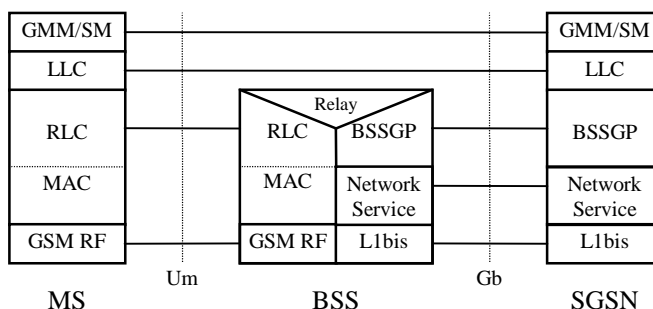 GMM/SM
GMM/SM
LLC
LLC
Relay
RLC
RLC
BSSGP
BSSGP
MAC
MAC
Network
Service
Network
Service
GSM RF
GSM RF
L1bis
L1bis
Um
Gb
MS
BSS
SGSN